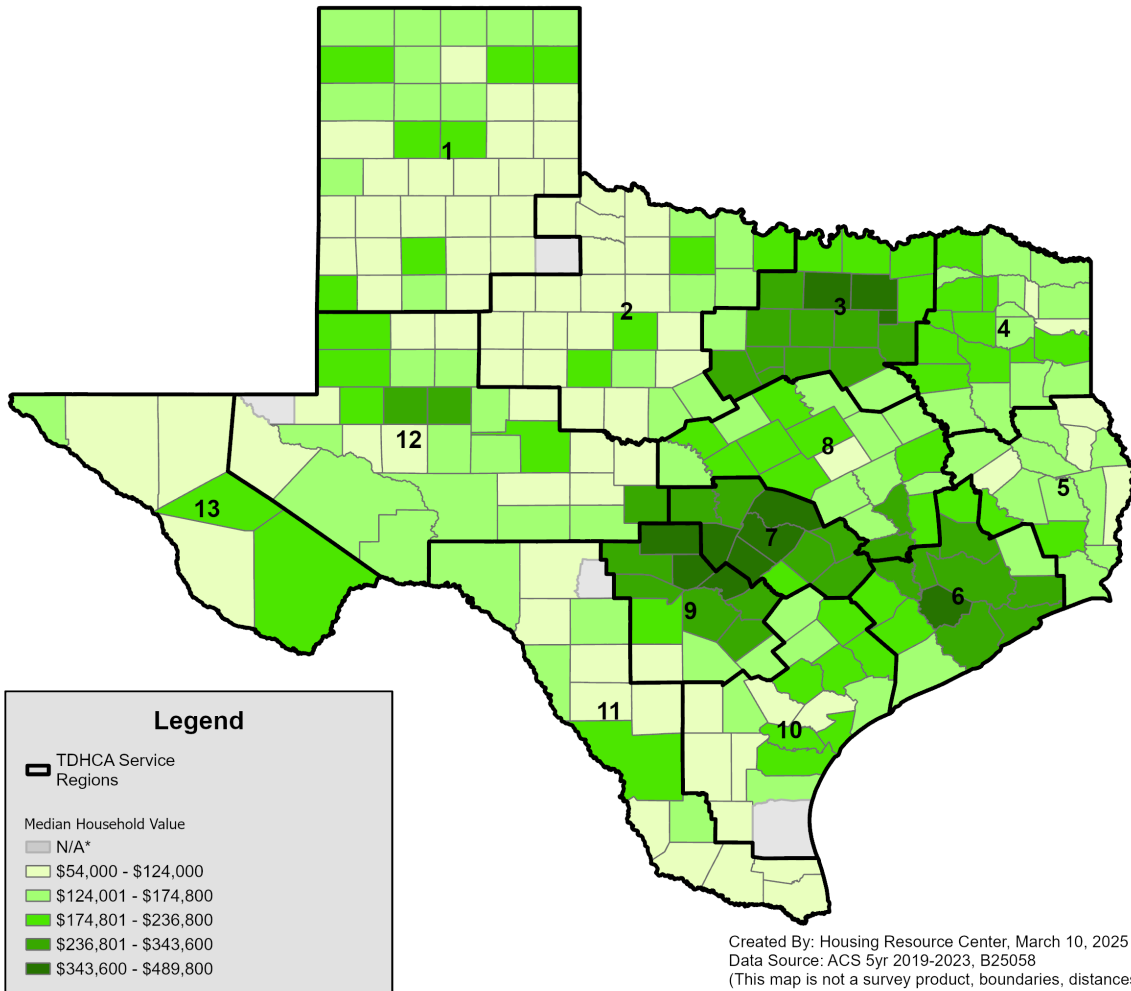 1
2
3
4
12
8
5
13
7
6
9
11
10
Legend
TDHCA Service
Regions
Median Household Value
N/A*
$54,000 - $124,000
$124,001 - $174,800
$174,801 - $236,800
$236,801 - $343,600
$343,600 - $489,800
Created By: Housing Resource Center, March 10, 2025
Data Source: ACS 5yr 2019-2023, B25058
(This map is not a survey product, boundaries, distances